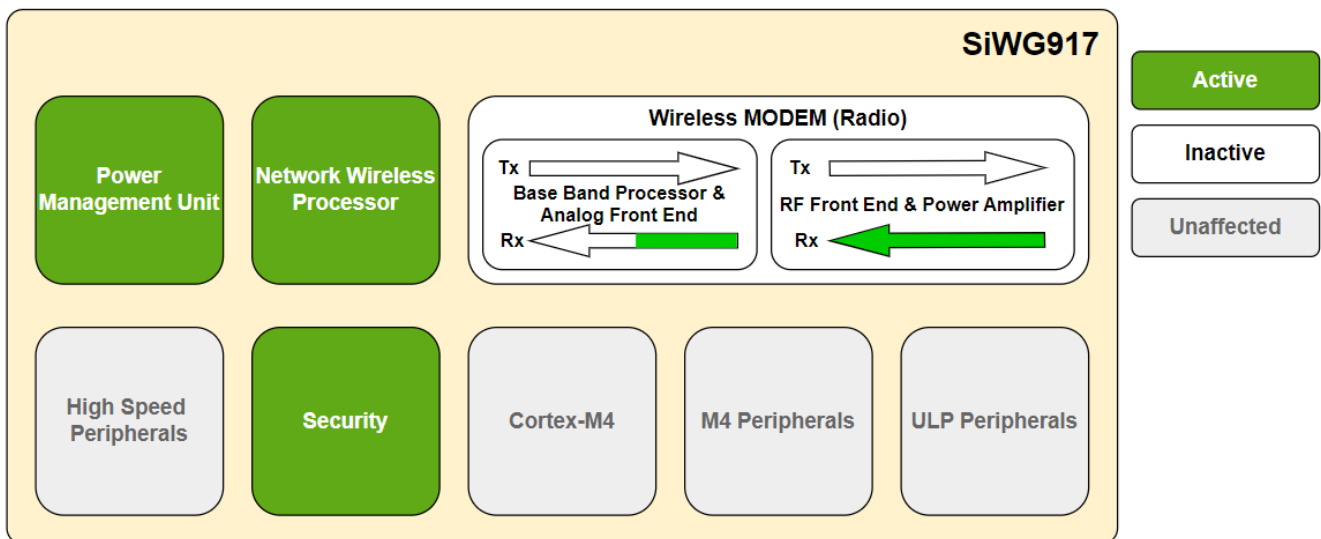 SiWG917
Active
Inactive
Unaffected
Power
Management Unit
Network Wireless
Processor
Wireless MODEM (Radio)
Tx
Base Band Processor &
Analog Front End
Rx
Tx
RF Front End & Power Amplifier
Rx
High Speed
Peripherals
Security
Cortex-M4
M4 Peripherals
ULP Peripherals